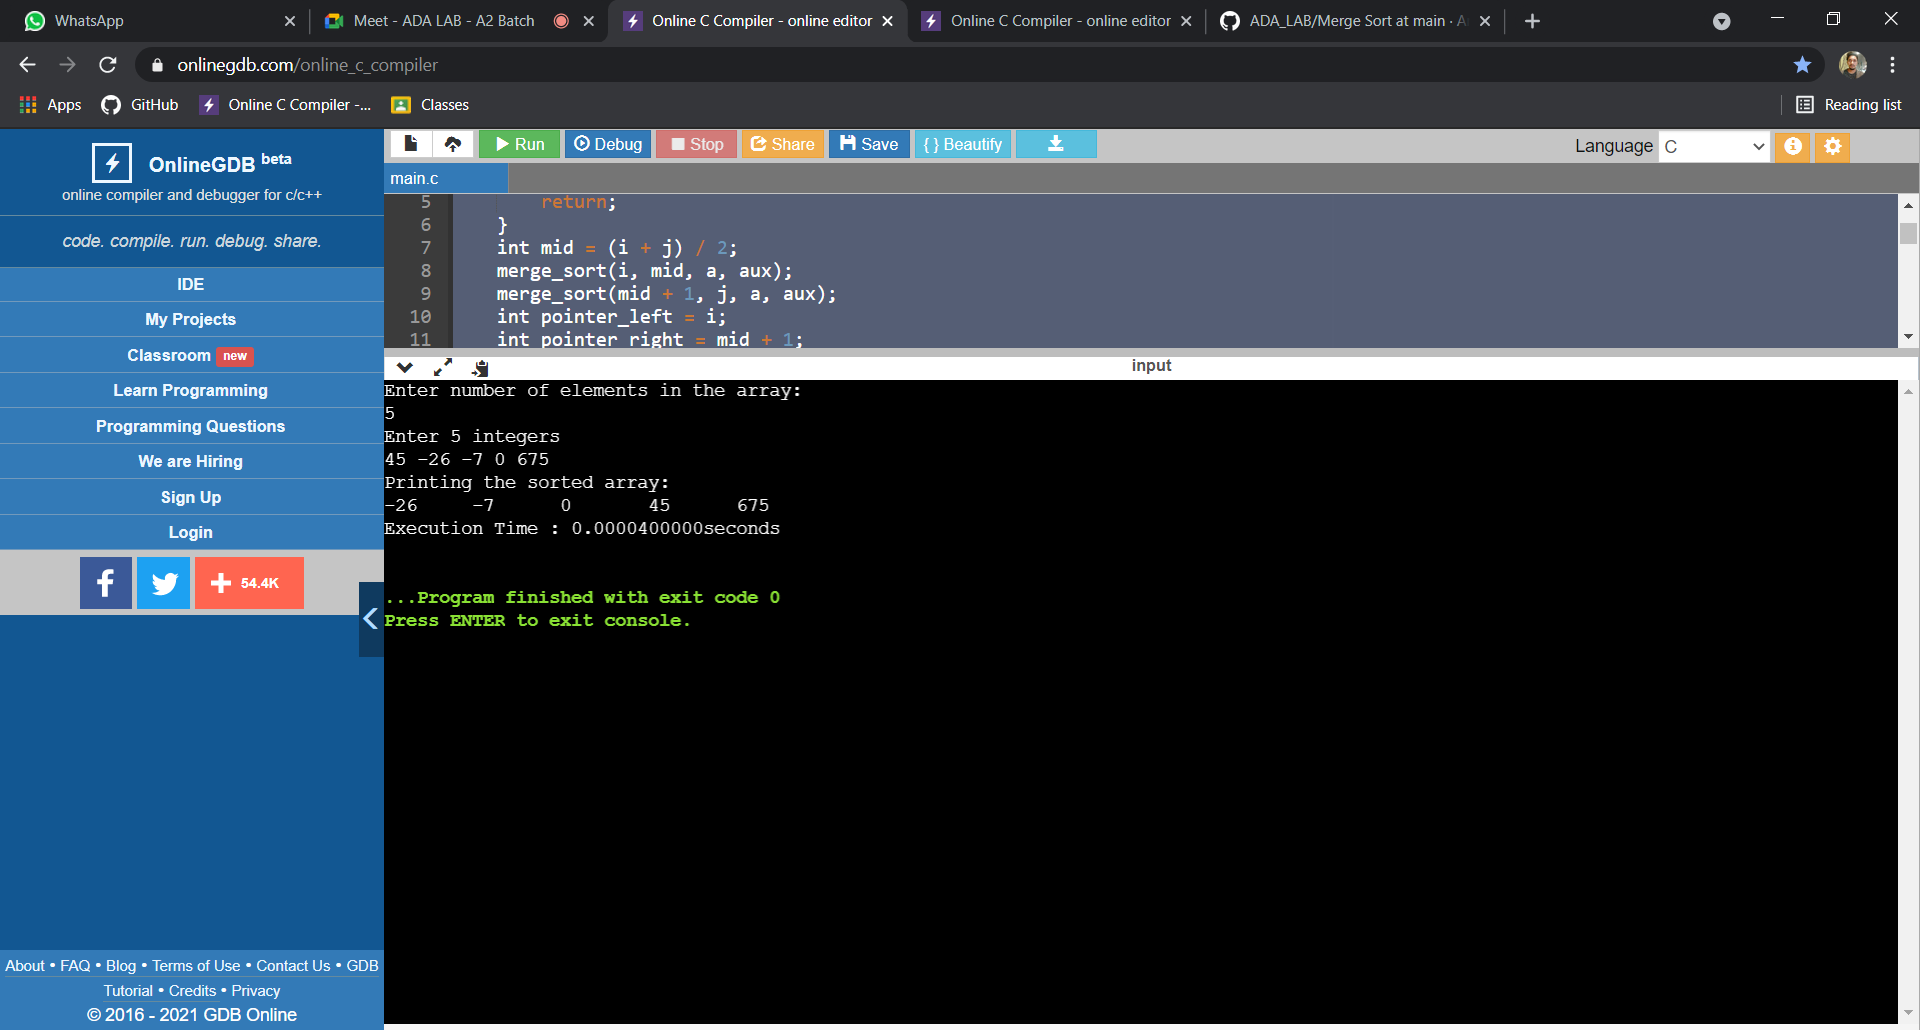 WhatsApp
Meet - ADA LAB - A2 Batch
Online C Compiler - online editor
Online C Compiler - online editor
ADA_LAB/Merge Sort at main ·
onlinegdb.com/online_c_compiler
Apps
GitHub
Online C Compiler -...
Classes
Reading list
OnlineGDB beta
online compiler and debugger for c/c++
code. compile. run. debug. share.
IDE
My Projects
Classroom new
Learn Programming
Programming Questions
We are Hiring
Sign Up
Login
54.4K
About • FAQ • Blog • Terms of Use • Contact Us • GDB
Tutorial • Credits • Privacy
© 2016 - 2021 GDB Online
Run
Debug
Stop
Share
Save
{ } Beautify
Language C
main.c
5 return;
6 }
7 int mid = (i + j) / 2;
8 merge_sort(i, mid, a, aux);
9 merge_sort(mid + 1, j, a, aux);
10 int pointer_left = i;
11 int pointer_right = mid + 1;
input
Enter number of elements in the array:
5
Enter 5 integers
45 -26 -7 0 675
Printing the sorted array:
-26 -7 0 45 675
Execution Time : 0.0000400000seconds
...Program finished with exit code 0
Press ENTER to exit console.